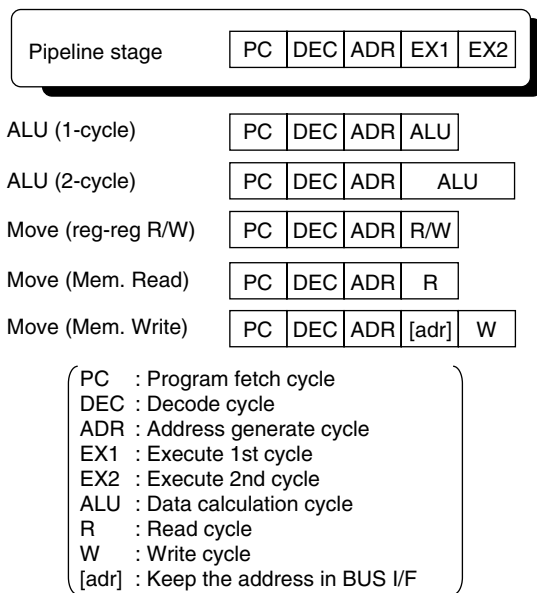 Pipeline stage PC DEC ADR EX1 EX2
ALU (1-cycle) PC DEC ADR ALU
ALU (2-cycle) PC DEC ADR ALU
Move (reg-reg R/W) PC DEC ADR R/W
Move (Mem. Read) PC DEC ADR R
Move (Mem. Write) PC DEC ADR [adr] W
PC : Program fetch cycle
DEC : Decode cycle
ADR : Address generate cycle
EX1 : Execute 1st cycle
EX2 : Execute 2nd cycle
ALU : Data calculation cycle
R : Read cycle
W : Write cycle
[adr] : Keep the address in BUS I/F